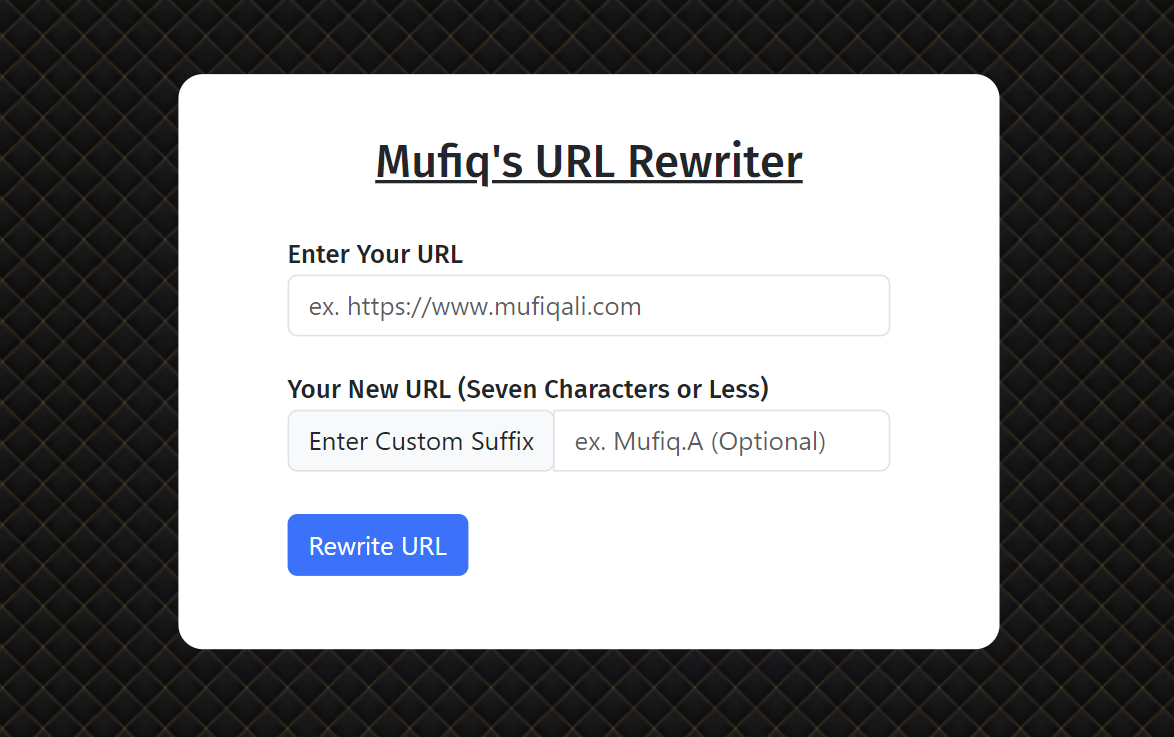 Mufiq's URL Rewriter
Enter Your URL
ex. https://www.mufiqali.com
Your New URL (Seven Characters or Less)
Enter Custom Suffix ex. Mufiq.A (Optional)
Rewrite URL